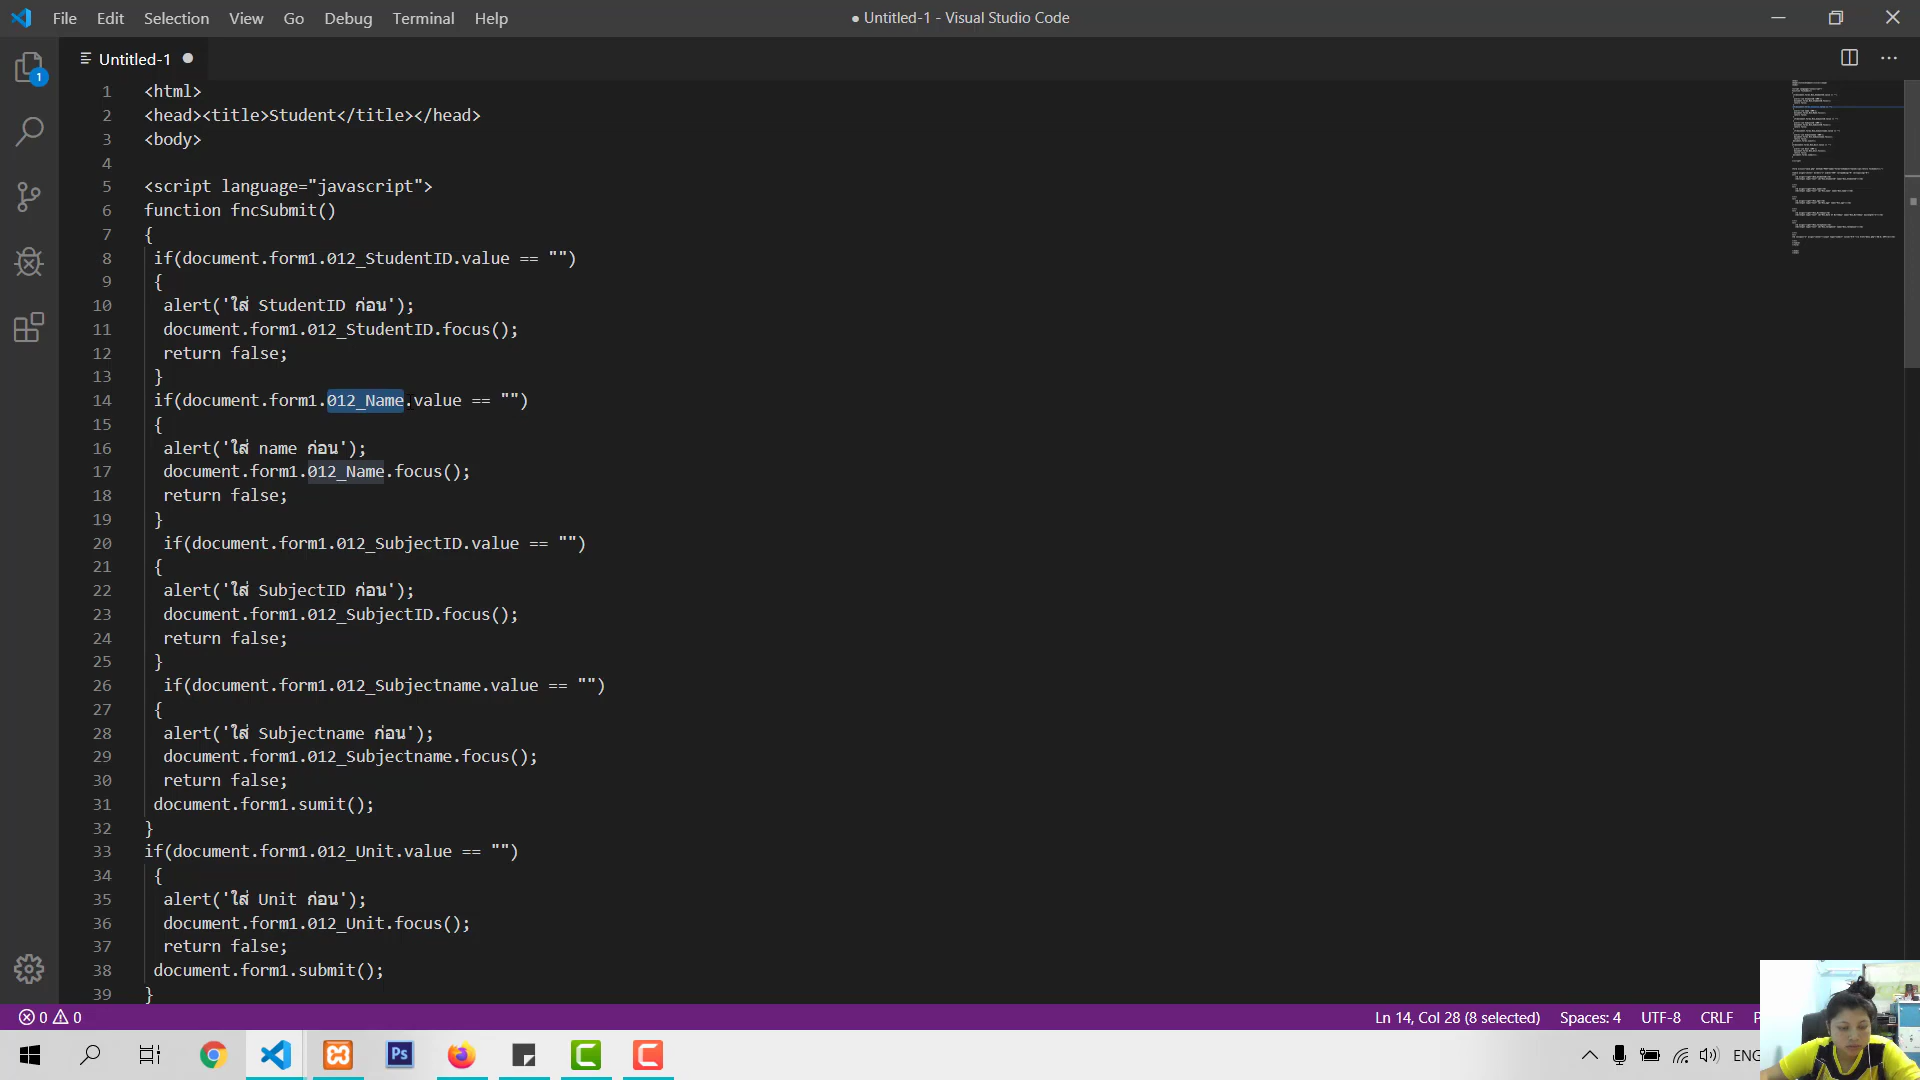 File Edit Selection View Go Debug Terminal Help
● Untitled-1 - Visual Studio Code
1
Untitled-1
1 <html>
2 <head><title>Student</title></head>
3 <body>
4
5 <script language="javascript">
6 function fncSubmit()
7 {
8 if(document.form1.012_StudentID.value == "")
9 {
10 alert('ใส่ StudentID ก่อน');
11 document.form1.012_StudentID.focus();
12 return false;
13 }
14 if(document.form1.012_Name.value == "")
15 {
16 alert('ใส่ name ก่อน');
17 document.form1.012_Name.focus();
18 return false;
19 }
20 if(document.form1.012_SubjectID.value == "")
21 {
22 alert('ใส่ SubjectID ก่อน');
23 document.form1.012_SubjectID.focus();
24 return false;
25 }
26 if(document.form1.012_Subjectname.value == "")
27 {
28 alert('ใส่ Subjectname ก่อน');
29 document.form1.012_Subjectname.focus();
30 return false;
31 document.form1.sumit();
32 }
33 if(document.form1.012_Unit.value == "")
34 {
35 alert('ใส่ Unit ก่อน');
36 document.form1.012_Unit.focus();
37 return false;
38 document.form1.submit();
39 }
0 0
Ln 14, Col 28 (8 selected) Spaces: 4 UTF-8 CRLF
Ps
ENG